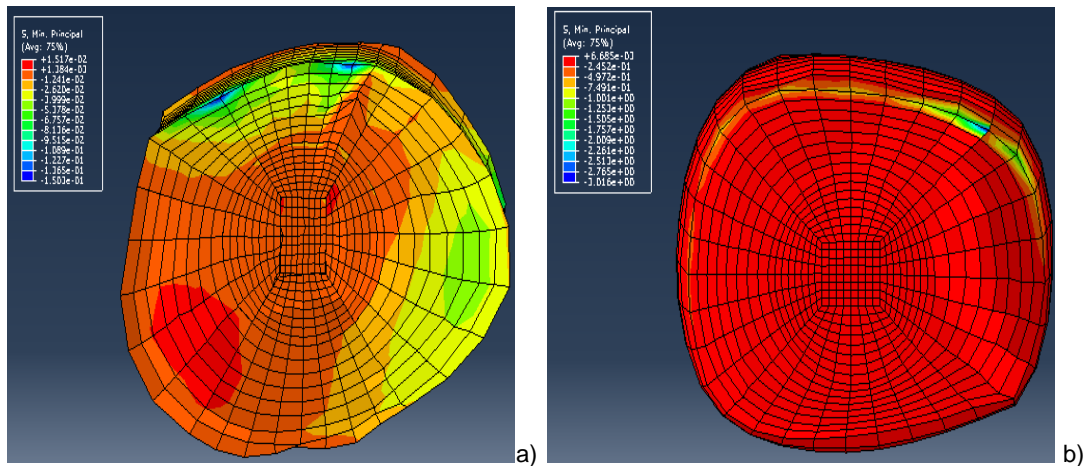 S, Min. Principal
(Avg: 75%)
+1.517e-02
+1.384e-03
-1.241e-02
-2.620e-02
-3.999e-02
-5.378e-02
-6.757e-02
-8.136e-02
-9.515e-02
-1.089e-01
-1.227e-01
-1.365e-01
-1.503e-01
a)
S, Min. Principal
(Avg: 75%)
+6.685e-03
-2.452e-01
-4.972e-01
-7.491e-01
-1.001e+00
-1.253e+00
-1.505e+00
-1.757e+00
-2.009e+00
-2.261e+00
-2.513e+00
-2.765e+00
-3.016e+00
b)